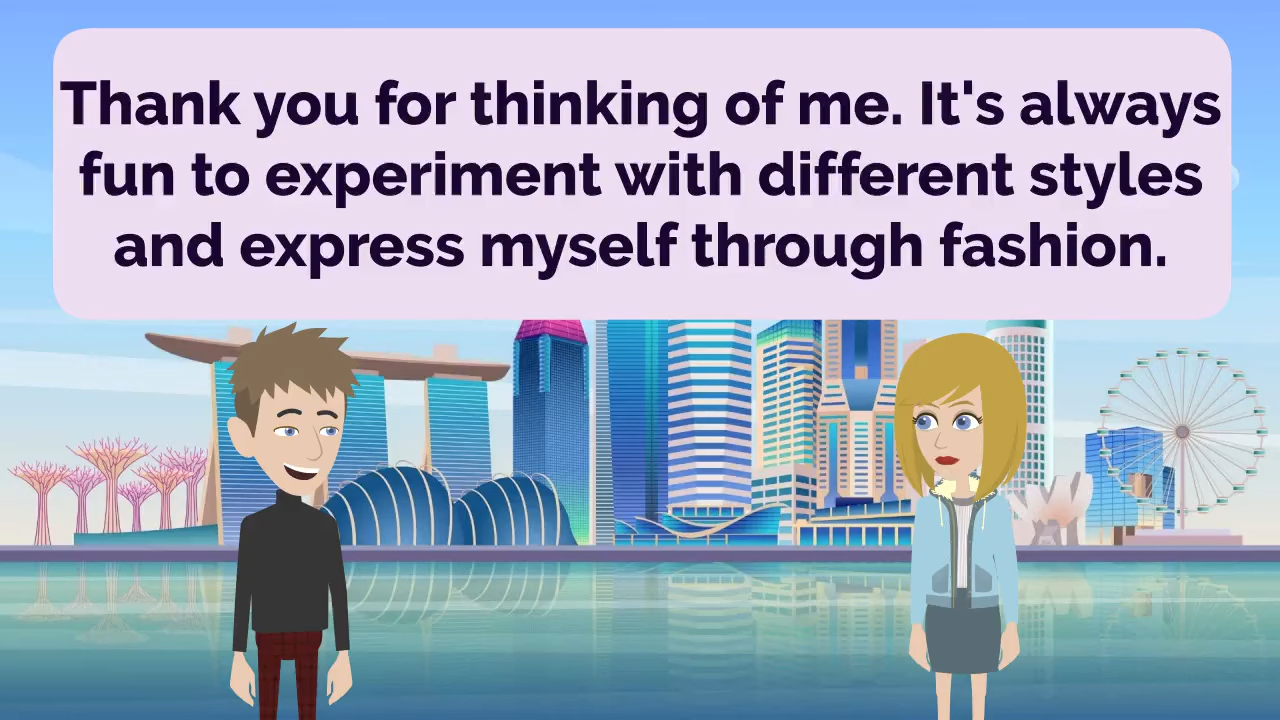 Thank you for thinking of me. It's always
fun to experiment with different styles
and express myself through fashion.